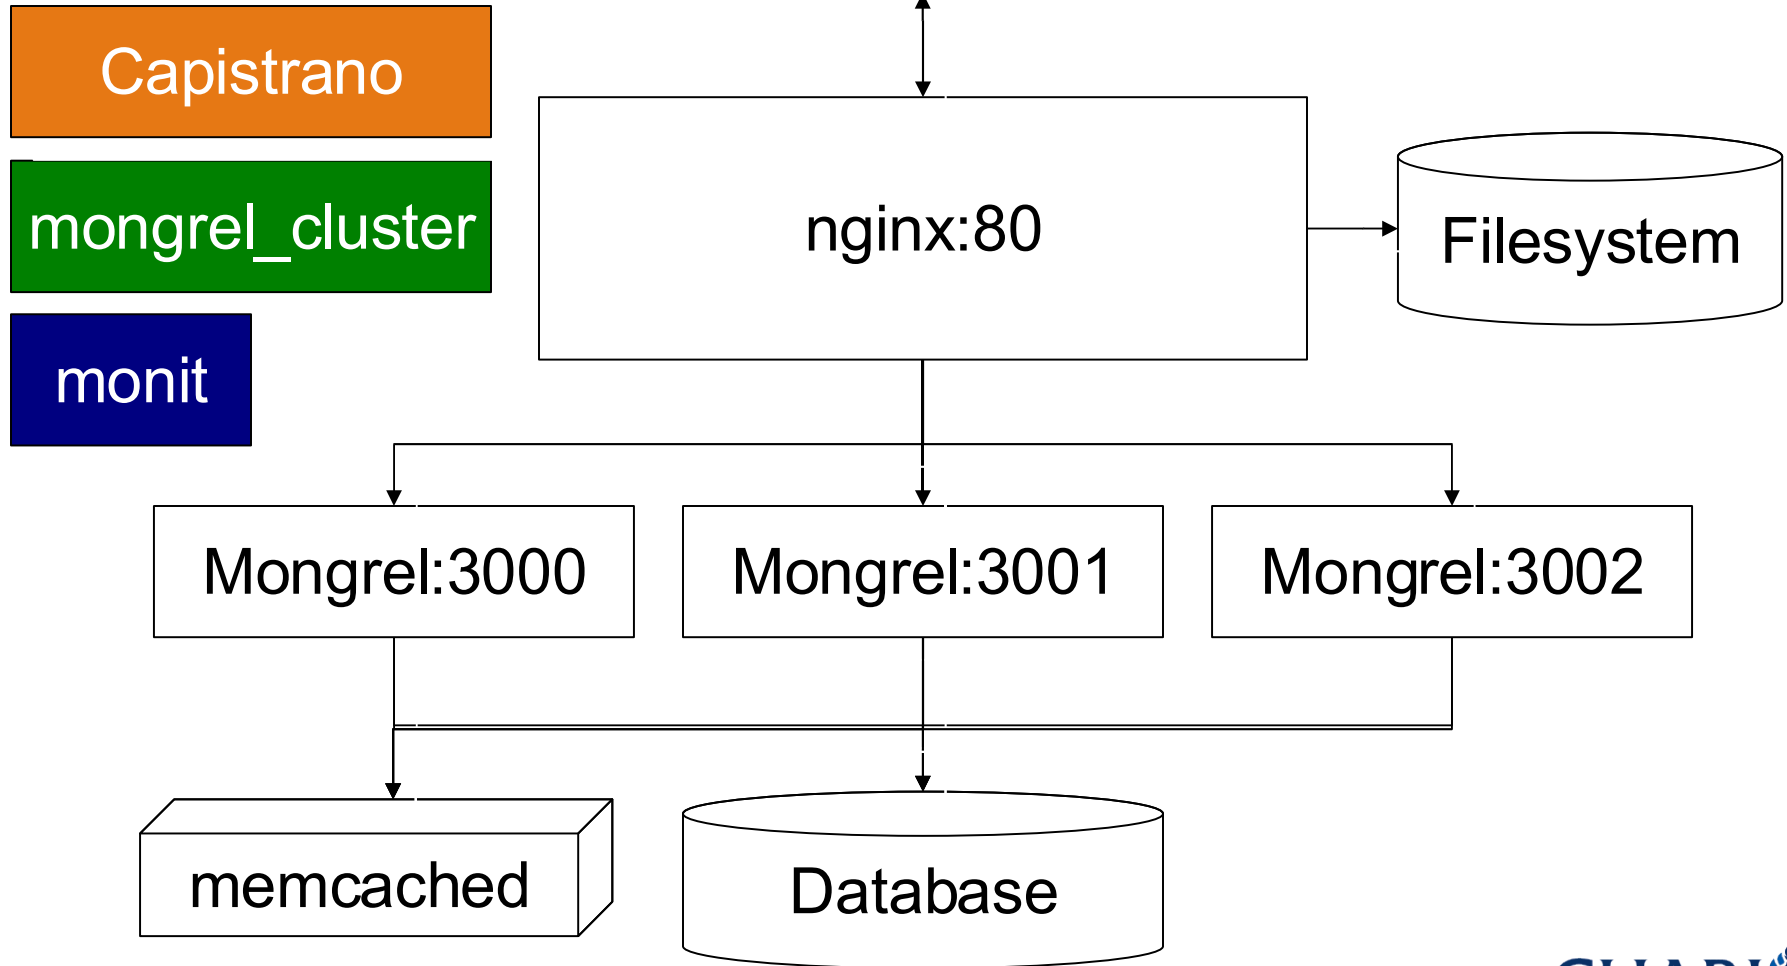 Capistrano
mongrel_cluster
monit
nginx:80
Filesystem
Mongrel:3000
Mongrel:3001
Mongrel:3002
memcached
Database